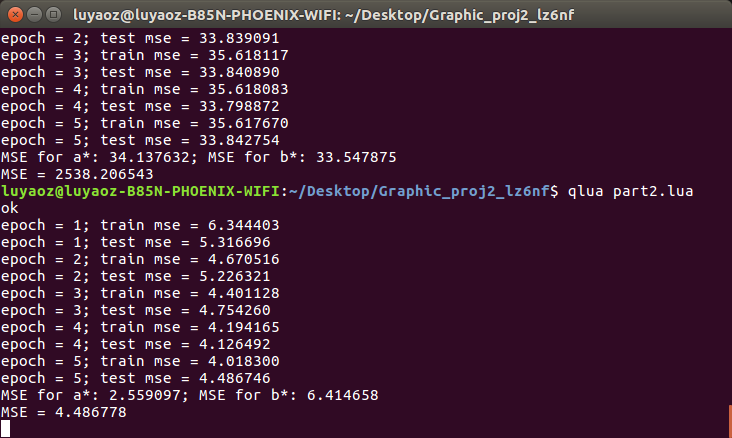 luyaoz@luyaoz-B85N-PHOENIX-WIFI: ~/Desktop/Graphic_proj2_lz6nf
epoch = 2; test mse = 33.839091
epoch = 3; train mse = 35.618117
epoch = 3; test mse = 33.840890
epoch = 4; train mse = 35.618083
epoch = 4; test mse = 33.798872
epoch = 5; train mse = 35.617670
epoch = 5; test mse = 33.842754
MSE for a*: 34.137632; MSE for b*: 33.547875
MSE = 2538.206543
luyaoz@luyaoz-B85N-PHOENIX-WIFI:~/Desktop/Graphic_proj2_lz6nf$ qlua part2.lua
ok
epoch = 1; train mse = 6.344403
epoch = 1; test mse = 5.316696
epoch = 2; train mse = 4.670516
epoch = 2; test mse = 5.226321
epoch = 3; train mse = 4.401128
epoch = 3; test mse = 4.754260
epoch = 4; train mse = 4.194165
epoch = 4; test mse = 4.126492
epoch = 5; train mse = 4.018300
epoch = 5; test mse = 4.486746
MSE for a*: 2.559097; MSE for b*: 6.414658
MSE = 4.486778